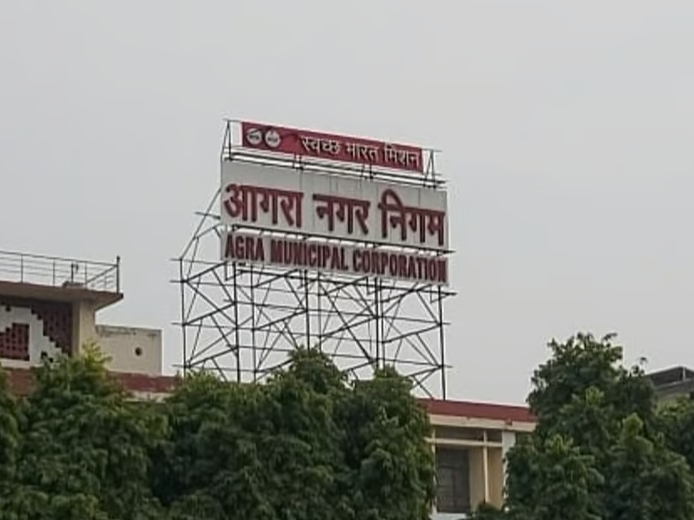 स्वच्छ भारत मिशन
आगरा नगर निगम
AGRA MUNICIPAL CORPORATION